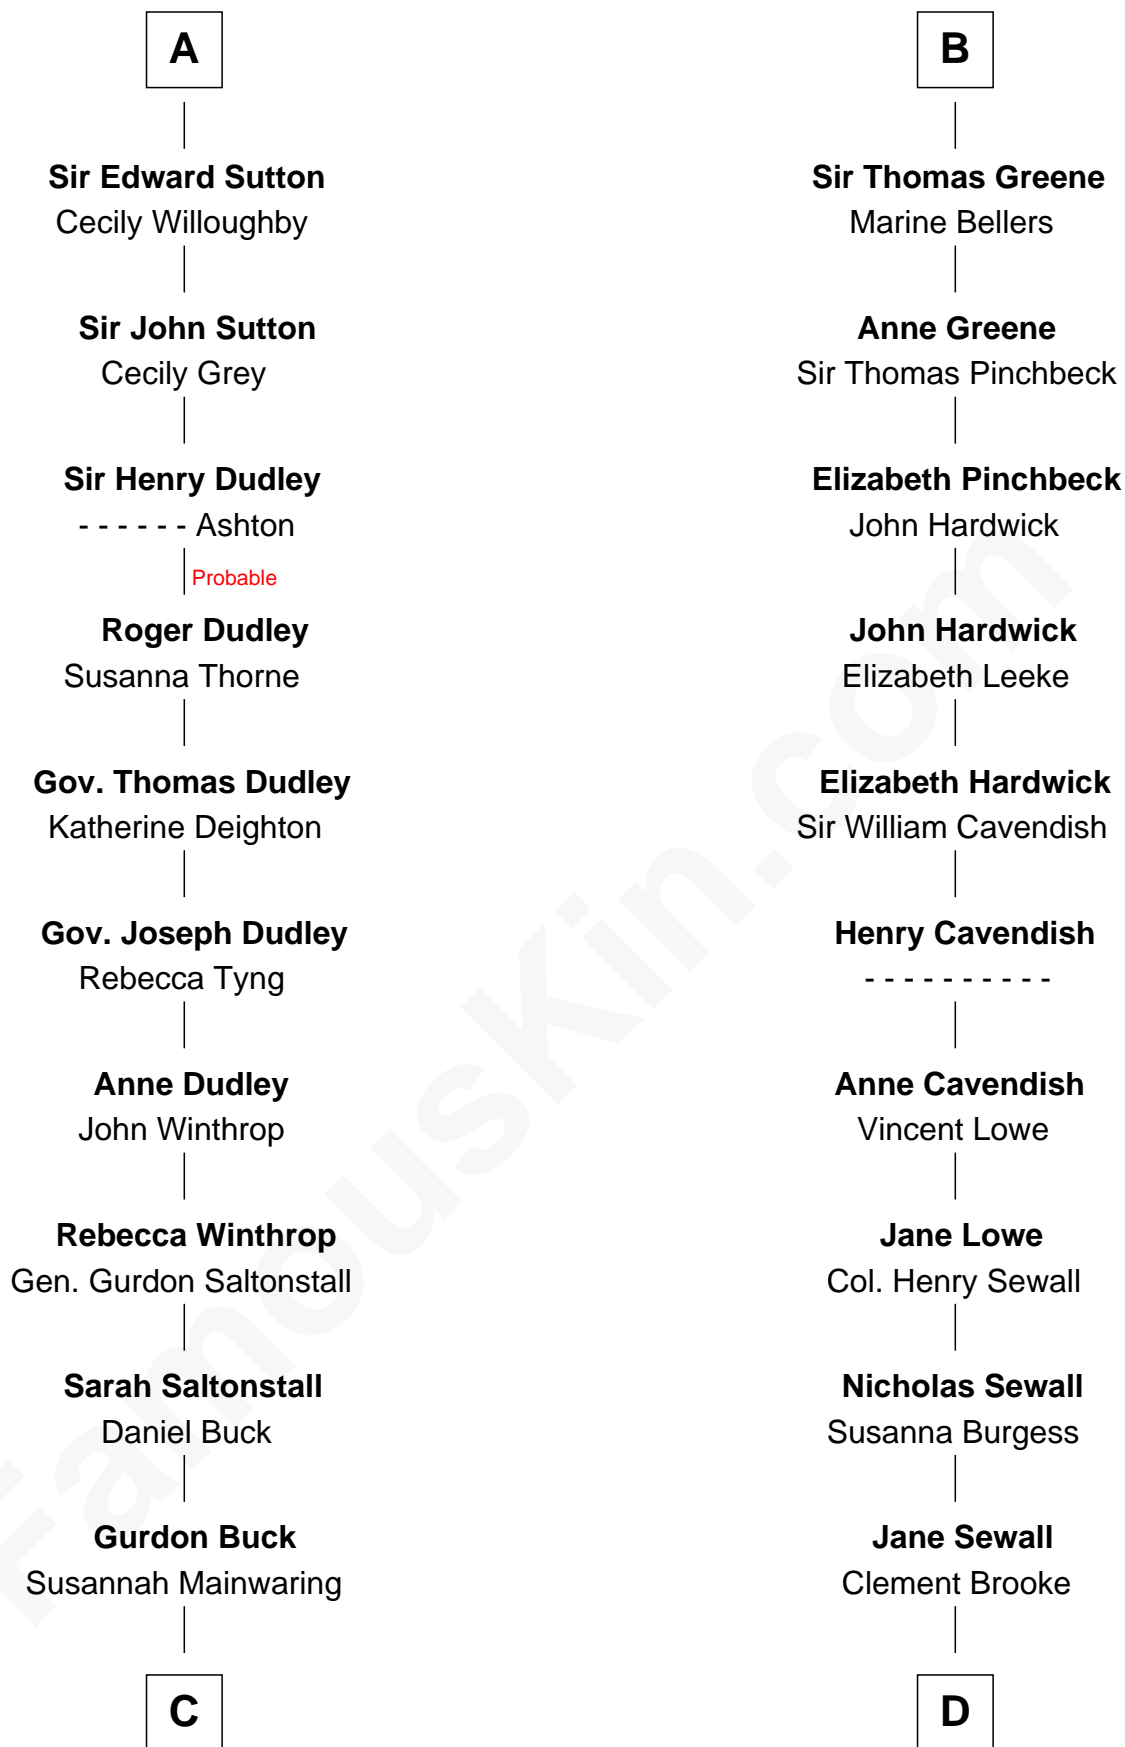 A
Sir Edward Sutton
Cecily Willoughby
Sir John Sutton
Cecily Grey
Sir Henry Dudley
- - - - - - Ashton
Probable
Roger Dudley
Susanna Thorne
Gov. Thomas Dudley
Katherine Deighton
Gov. Joseph Dudley
Rebecca Tyng
Anne Dudley
John Winthrop
Rebecca Winthrop
Gen. Gurdon Saltonstall
Sarah Saltonstall
Daniel Buck
Gurdon Buck
Susannah Mainwaring
C
B
Sir Thomas Greene
Marine Bellers
Anne Greene
Sir Thomas Pinchbeck
Elizabeth Pinchbeck
John Hardwick
John Hardwick
Elizabeth Leeke
Elizabeth Hardwick
Sir William Cavendish
Henry Cavendish
- - - - - - - - - -
Anne Cavendish
Vincent Lowe
Jane Lowe
Col. Henry Sewall
Nicholas Sewall
Susanna Burgess
Jane Sewall
Clement Brooke
D
FamousKin.com